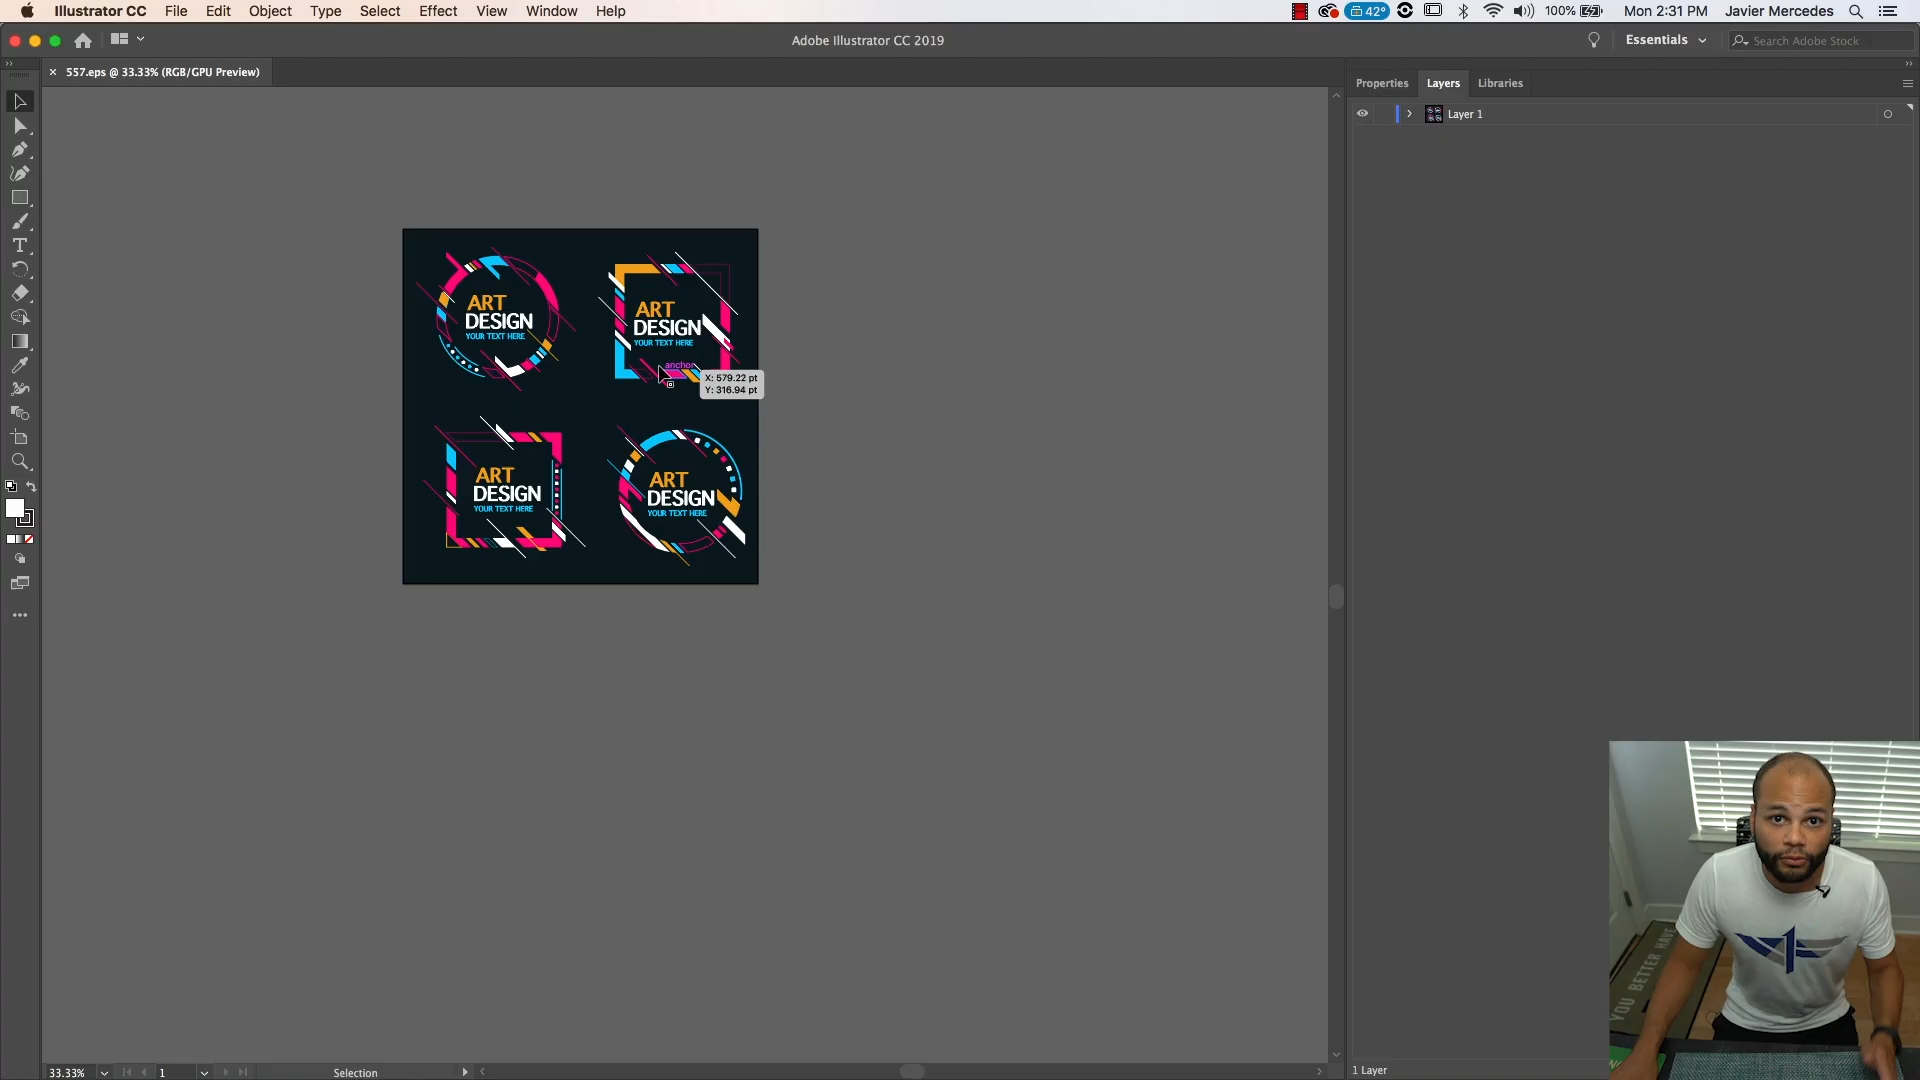 Illustrator CC File Edit Object Type Select Effect View Window Help
42° 100% Mon 2:31 PM Javier Mercedes
Adobe Illustrator CC 2019
Essentials
Search Adobe Stock
× 557.eps @ 33.33% (RGB/GPU Preview)
Properties Layers Libraries
Layer 1
ART
DESIGN
YOUR TEXT HERE
ART
DESIGN
YOUR TEXT HERE
anchor
X: 579.22 pt
Y: 316.94 pt
ART
DESIGN
YOUR TEXT HERE
ART
DESIGN
YOUR TEXT HERE
YOU BETTER HAVE
33.33% 1 Selection
1 Layer